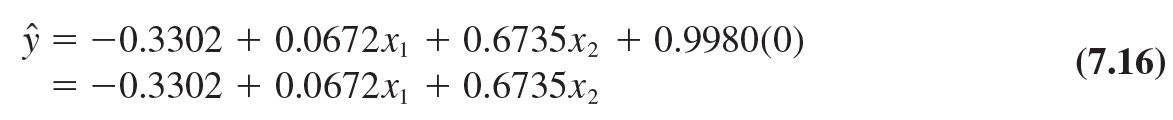 ŷ = −0.3302 + 0.0672x₁ + 0.6735x₂ + 0.9980(0)
= −0.3302 + 0.0672x₁ + 0.6735x₂
(7.16)